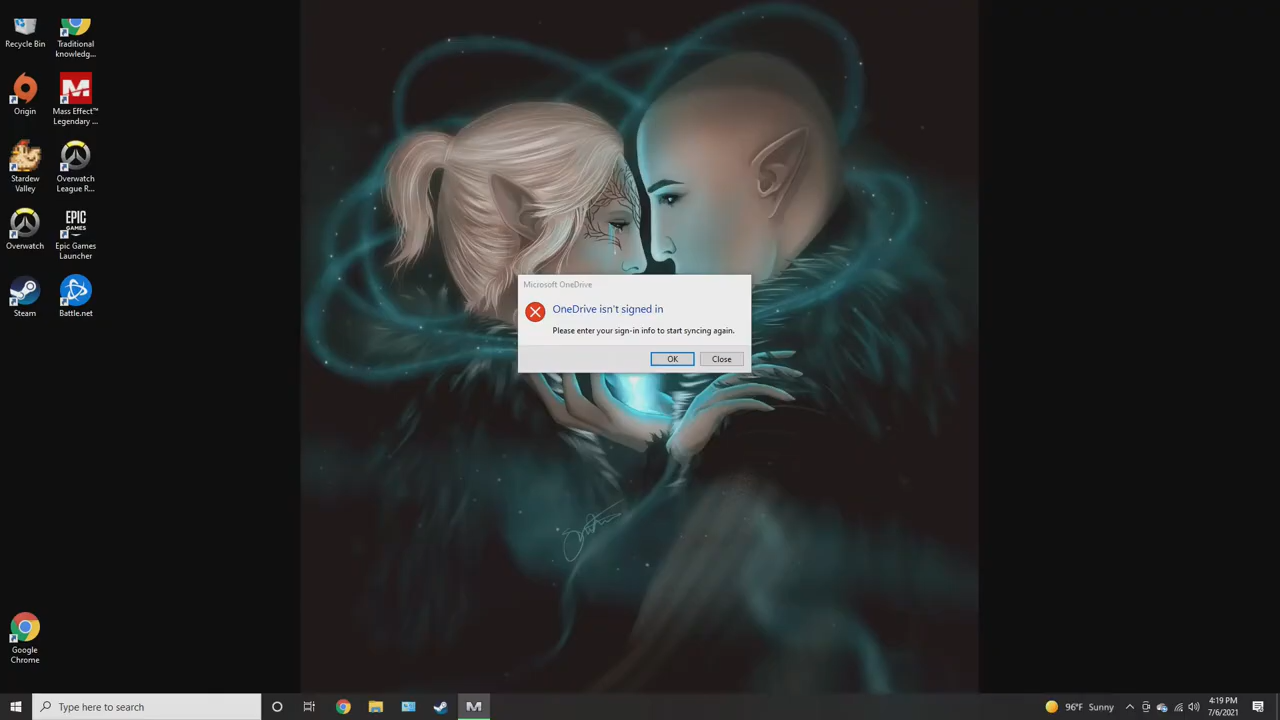 Recycle Bin
Traditional
knowledg...
Origin
Mass Effect™
Legendary ...
Stardew
Valley
Overwatch
League R...
Overwatch
EPIC
GAMES
Epic Games
Launcher
Steam
Battle.net
Microsoft OneDrive
OneDrive isn't signed in
Please enter your sign-in info to start syncing again.
OK
Close
Google
Chrome
Type here to search
96°F Sunny
4:19 PM
7/6/2021